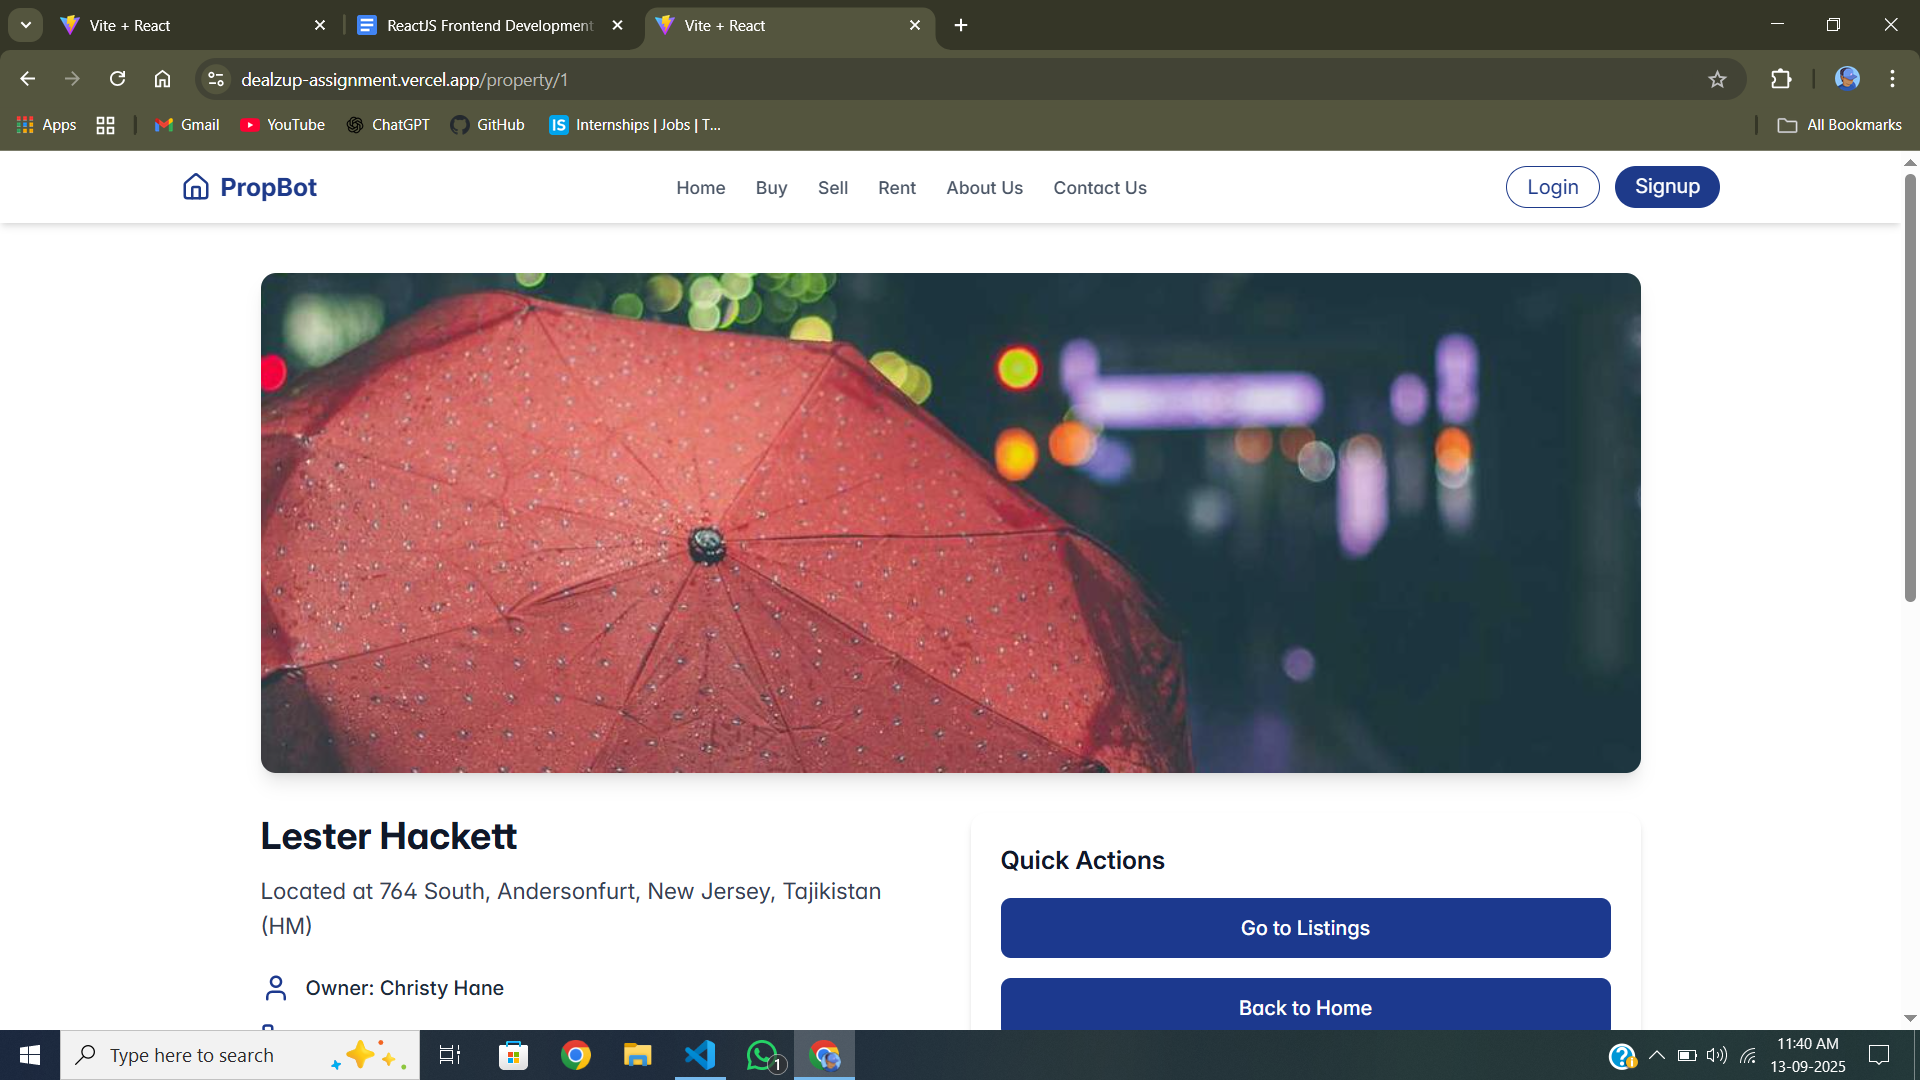 Vite + React
ReactJS Frontend Development
Vite + React
dealzup-assignment.vercel.app/property/1
Apps
Gmail
YouTube
ChatGPT
GitHub
IS
Internships | Jobs | T...
All Bookmarks
PropBot
Home
Buy
Sell
Rent
About Us
Contact Us
Login
Signup
Lester Hackett
Located at 764 South, Andersonfurt, New Jersey, Tajikistan
(HM)
Owner: Christy Hane
Quick Actions
Go to Listings
Back to Home
Type here to search
1
11:40 AM
13-09-2025